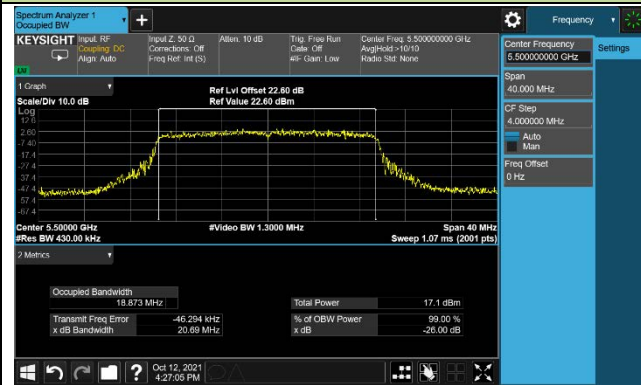 Spectrum Analyzer 1
Occupied BW
Frequency
KEYSIGHT
Input: RF
Coupling: DC
Align: Auto
Input Z: 50 Ω
Corrections: Off
Freq Ref: Int (S)
Atten: 10 dB
Trig: Free Run
Gate: Off
#IF Gain: Low
Center Freq: 5.500000000 GHz
Avg|Hold:>10/10
Radio Std: None
Center Frequency
5.500000000 GHz
Settings
Span
40.000 MHz
CF Step
4.000000 MHz
Auto
Man
Freq Offset
0 Hz
1 Graph
Scale/Div 10.0 dB
Ref Lvl Offset 22.60 dB
Ref Value 22.60 dBm
Log
12.6
2.60
-7.40
-17.4
-27.4
-37.4
-47.4
-57.4
-67.4
Center 5.50000 GHz
#Res BW 430.00 kHz
#Video BW 1.3000 MHz
Span 40 MHz
Sweep 1.07 ms (2001 pts)
2 Metrics
Occupied Bandwidth
18.873 MHz
Total Power 17.1 dBm
Transmit Freq Error -46.294 kHz
% of OBW Power 99.00 %
x dB Bandwidth 20.69 MHz
x dB -26.00 dB
?
Oct 12, 2021
4:27:05 PM